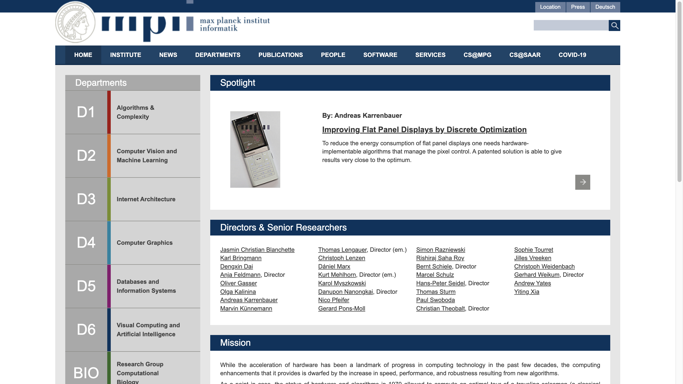 Location Press Deutsch
mpii max planck institut
informatik
HOME INSTITUTE NEWS DEPARTMENTS PUBLICATIONS PEOPLE SOFTWARE SERVICES CS@MPG CS@SAAR COVID-19
Departments
D1 Algorithms &
Complexity
D2 Computer Vision and
Machine Learning
D3 Internet Architecture
D4 Computer Graphics
D5 Databases and
Information Systems
D6 Visual Computing and
Artificial Intelligence
BIO Research Group
Computational
Biology
Spotlight
By: Andreas Karrenbauer
Improving Flat Panel Displays by Discrete Optimization
To reduce the energy consumption of flat panel displays one needs hardware-
implementable algorithms that manage the pixel control. A patented solution is able to give
results very close to the optimum.
Directors & Senior Researchers
Jasmin Christian Blanchette
Karl Bringmann
Dengxin Dai
Anja Feldmann, Director
Oliver Gasser
Olga Kalinina
Andreas Karrenbauer
Marvin Künnemann
Thomas Lengauer, Director (em.)
Christoph Lenzen
Dániel Marx
Kurt Mehlhorn, Director (em.)
Karol Myszkowski
Danupon Nanongkai, Director
Nico Pfeifer
Gerard Pons-Moll
Simon Razniewski
Rishiraj Saha Roy
Bernt Schiele, Director
Marcel Schulz
Hans-Peter Seidel, Director
Thomas Sturm
Paul Swoboda
Christian Theobalt, Director
Sophie Tourret
Jilles Vreeken
Christoph Weidenbach
Gerhard Weikum, Director
Andrew Yates
Yiling Xia
Mission
While the acceleration of hardware has been a landmark of progress in computing technology in the past few decades, the computing
enhancements that it provides is dwarfed by the increase in speed, performance, and robustness resulting from new algorithms.